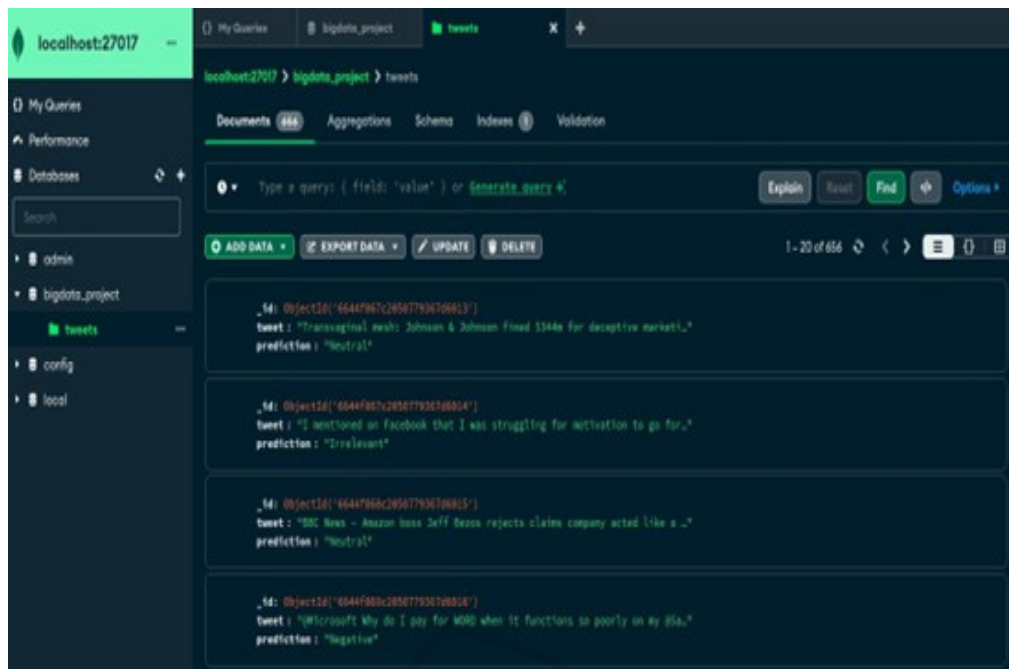 localhost:27017
My Queries
Performance
Databases
Search
admin
bigdata_project
tweets
config
local
{} My Queries bigdata_project tweets x +
localhost:27017 > bigdata_project > tweets
Documents Aggregations Schema Indexes 1 Validation
Type a query: { field: 'value' } or Generate query
Explain Reset Find </> Options
ADD DATA EXPORT DATA UPDATE DELETE 1 - 20 of 656 {}
_id: ObjectId(
tweet : "Transvaginal mesh: Johnson & Johnson fined $344m for deceptive marketi…"
prediction : "Neutral"
_id: ObjectId(
tweet : "I mentioned on Facebook that I was struggling for motivation to go for…"
prediction : "Irrelevant"
_id: ObjectId(
tweet : "BBC News - Amazon boss Jeff Bezos rejects claims company acted like a …"
prediction : "Neutral"
_id: ObjectId(
tweet : "@Microsoft Why do I pay for WORD when it functions so poorly on my @Sa…"
prediction : "Negative"